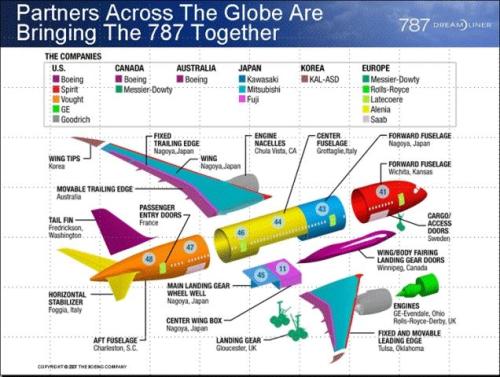 Partners Across The Globe Are
Bringing The 787 Together
787 DREAMLINER
THE COMPANIES
U.S.
Boeing
Spirit
Vought
GE
Goodrich
CANADA
Boeing
Messier-Dowty
AUSTRALIA
Boeing
JAPAN
Kawasaki
Mitsubishi
Fuji
KOREA
KAL-ASD
EUROPE
Messier-Dowty
Rolls-Royce
Latecoere
Alenia
Saab
WING TIPS
Korea
FIXED
TRAILING EDGE
Nagoya, Japan
WING
Nagoya, Japan
ENGINE
NACELLES
Chula Vista, CA
CENTER
FUSELAGE
Grottaglie, Italy
FORWARD FUSELAGE
Nagoya, Japan
FORWARD FUSELAGE
Wichita, Kansas
MOVABLE TRAILING EDGE
Australia
PASSENGER
ENTRY DOORS
France
TAIL FIN
Fredrickson,
Washington
41
43
44
46
47
48
45
11
CARGO/
ACCESS
DOORS
Sweden
WING/BODY FAIRING
LANDING GEAR DOORS
Winnipeg, Canada
HORIZONTAL
STABILIZER
Foggia, Italy
MAIN LANDING GEAR
WHEEL WELL
Nagoya, Japan
CENTER WING BOX
Nagoya, Japan
AFT FUSELAGE
Charleston, S.C.
LANDING GEAR
Gloucester, UK
ENGINES
GE-Evendale, Ohio
Rolls-Royce-Derby, UK
FIXED AND MOVABLE
LEADING EDGE
Tulsa, Oklahoma
COPYRIGHT © 2007 THE BOEING COMPANY